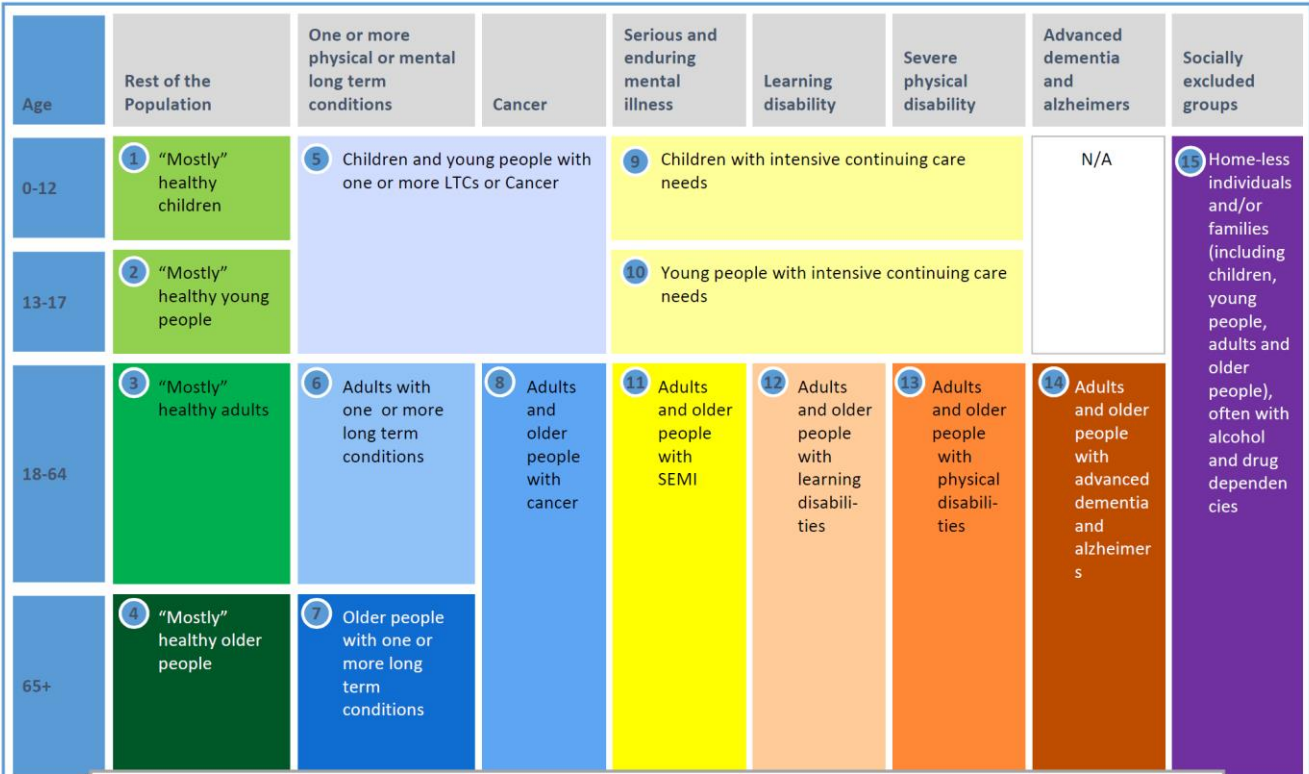 Age
Rest of the
Population
One or more
physical or mental
long term
conditions
Cancer
Serious and
enduring
mental
illness
Learning
disability
Severe
physical
disability
Advanced
dementia
and
alzheimers
Socially
excluded
groups
0-12
1
“Mostly”
healthy
children
5
Children and young people with
one or more LTCs or Cancer
9
Children with intensive continuing care
needs
N/A
15
Home-less
individuals
and/or
families
(including
children,
young
people,
adults and
older
people),
often with
alcohol
and drug
dependen
cies
13-17
2
“Mostly”
healthy young
people
10
Young people with intensive continuing care
needs
18-64
3
“Mostly”
healthy adults
6
Adults with
one or more
long term
conditions
8
Adults
and
older
people
with
cancer
11
Adults
and older
people
with
SEMI
12
Adults
and older
people
with
learning
disabili-
ties
13
Adults
and older
people
with
physical
disabili-
ties
14
Adults
and older
people
with
advanced
dementia
and
alzheimer
s
65+
4
“Mostly”
healthy older
people
7
Older people
with one or
more long
term
conditions